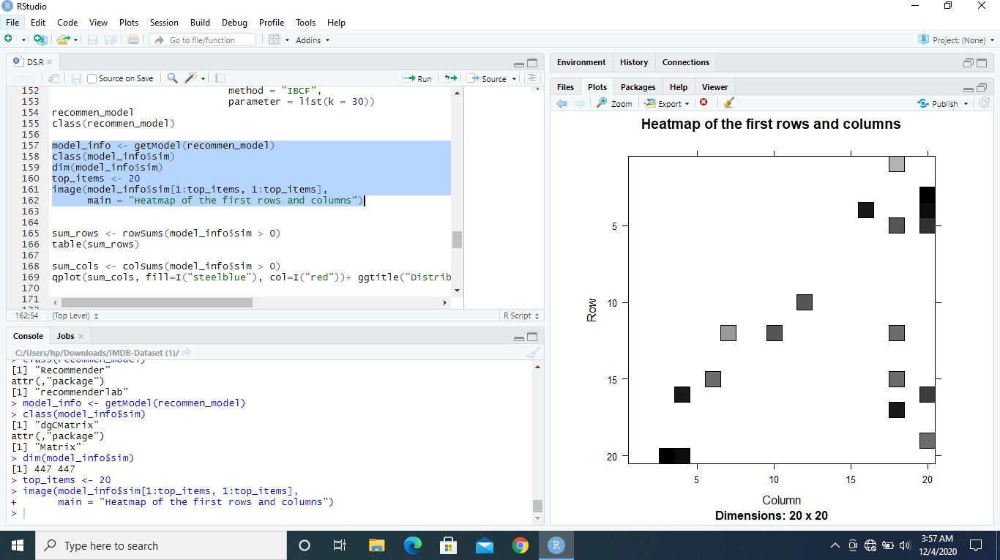 RStudio
File Edit Code View Plots Session Build Debug Profile Tools Help
Go to file/function Addins Project: (None)
DS.R
Source on Save Run Source
152 method = "IBCF",
153 parameter = list(k = 30))
154 recommen_model
155 class(recommen_model)
156
157 model_info <- getModel(recommen_model)
158 class(model_info$sim)
159 dim(model_info$sim)
160 top_items <- 20
161 image(model_info$sim[1:top_items, 1:top_items],
162 main = "Heatmap of the first rows and columns")
163
164
165 sum_rows <- rowSums(model_info$sim > 0)
166 table(sum_rows)
167
168 sum_cols <- colSums(model_info$sim > 0)
169 qplot(sum_cols, fill=I("steelblue"), col=I("red"))+ ggtitle("Distrib
170
171
162:54 (Top Level) R Script
Console Jobs
C:/Users/hp/Downloads/IMDB-Dataset (1)/
> class(recommen_model)
[1] "Recommender"
attr(,"package")
[1] "recommenderlab"
> model_info <- getModel(recommen_model)
> class(model_info$sim)
[1] "dgCMatrix"
attr(,"package")
[1] "Matrix"
> dim(model_info$sim)
[1] 447 447
> top_items <- 20
> image(model_info$sim[1:top_items, 1:top_items],
+ main = "Heatmap of the first rows and columns")
>
Environment History Connections
Files Plots Packages Help Viewer
Zoom Export Publish
Heatmap of the first rows and columns
5
10
15
20
Row
5 10 15 20
Column
Dimensions: 20 x 20
Type here to search
3:57 AM
12/4/2020